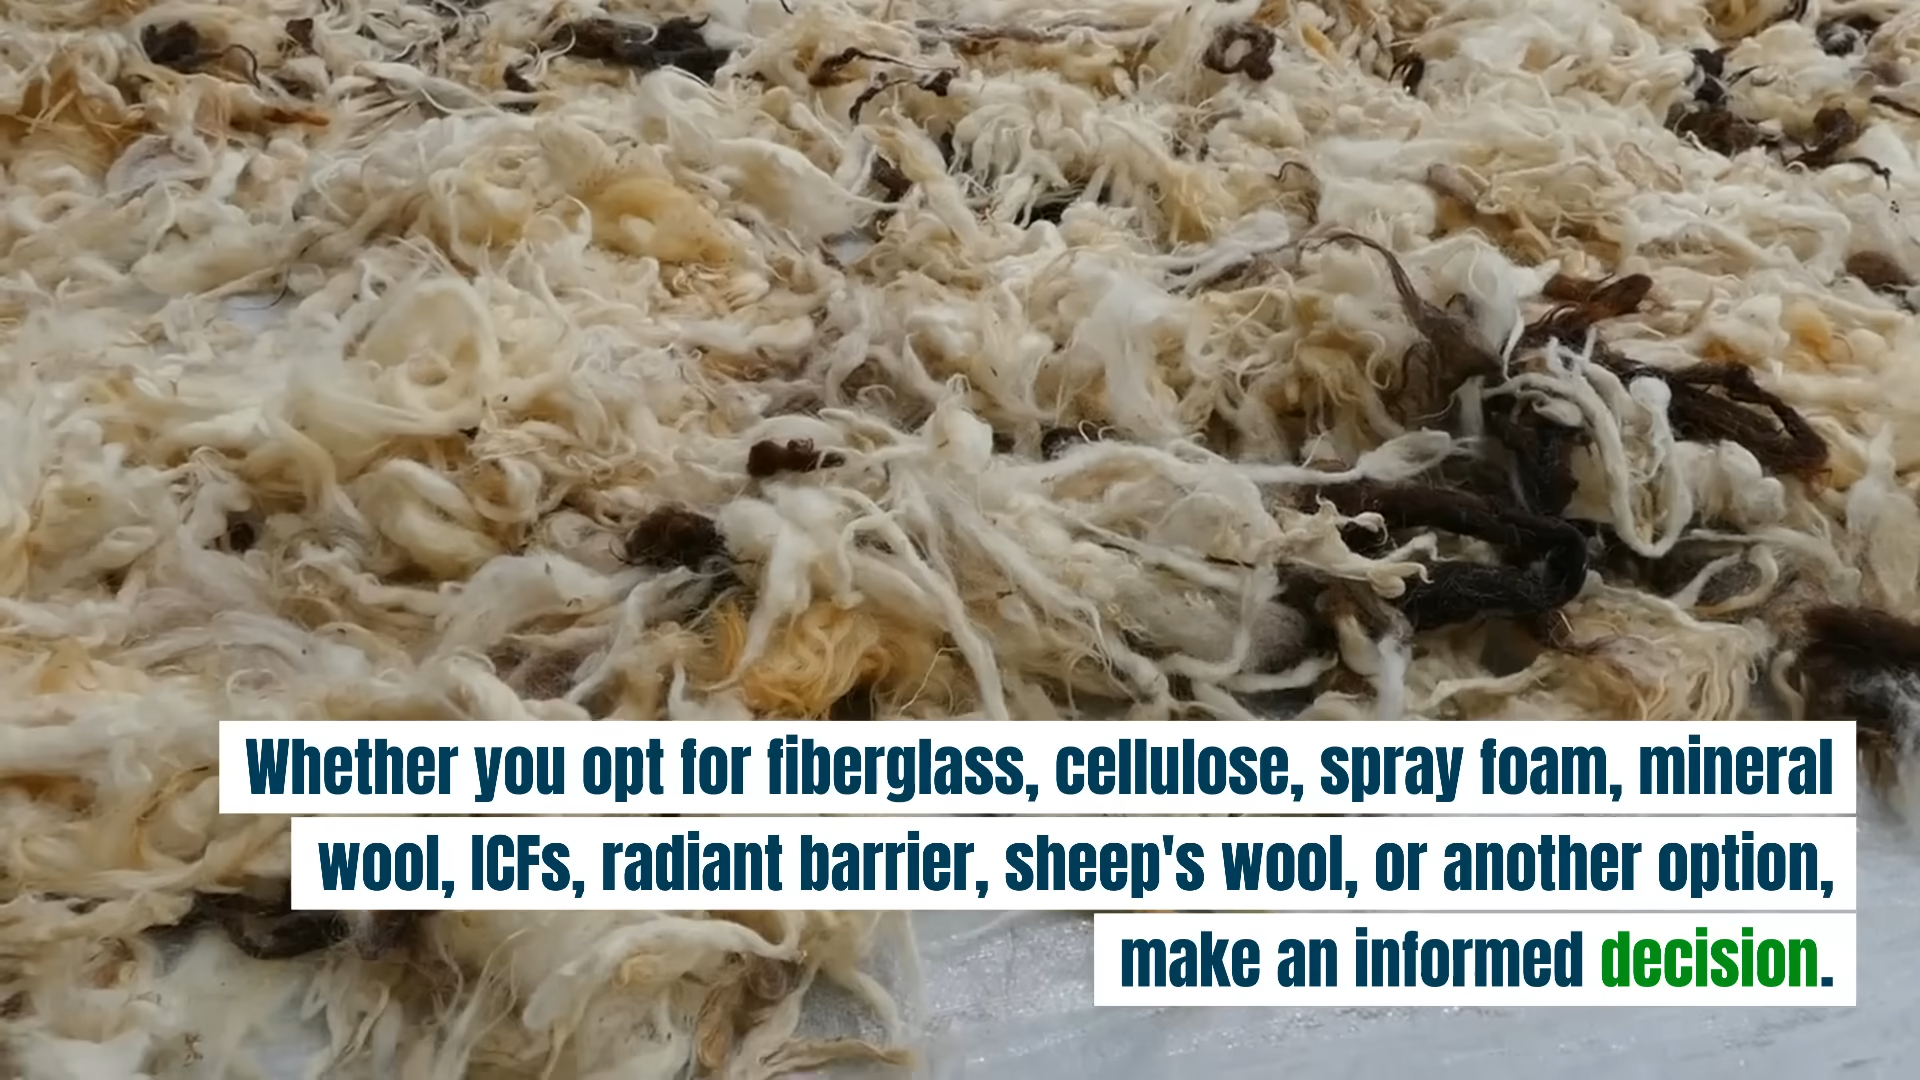 Whether you opt for fiberglass, cellulose, spray foam, mineral
wool, ICFs, radiant barrier, sheep's wool, or another option,
make an informed decision.